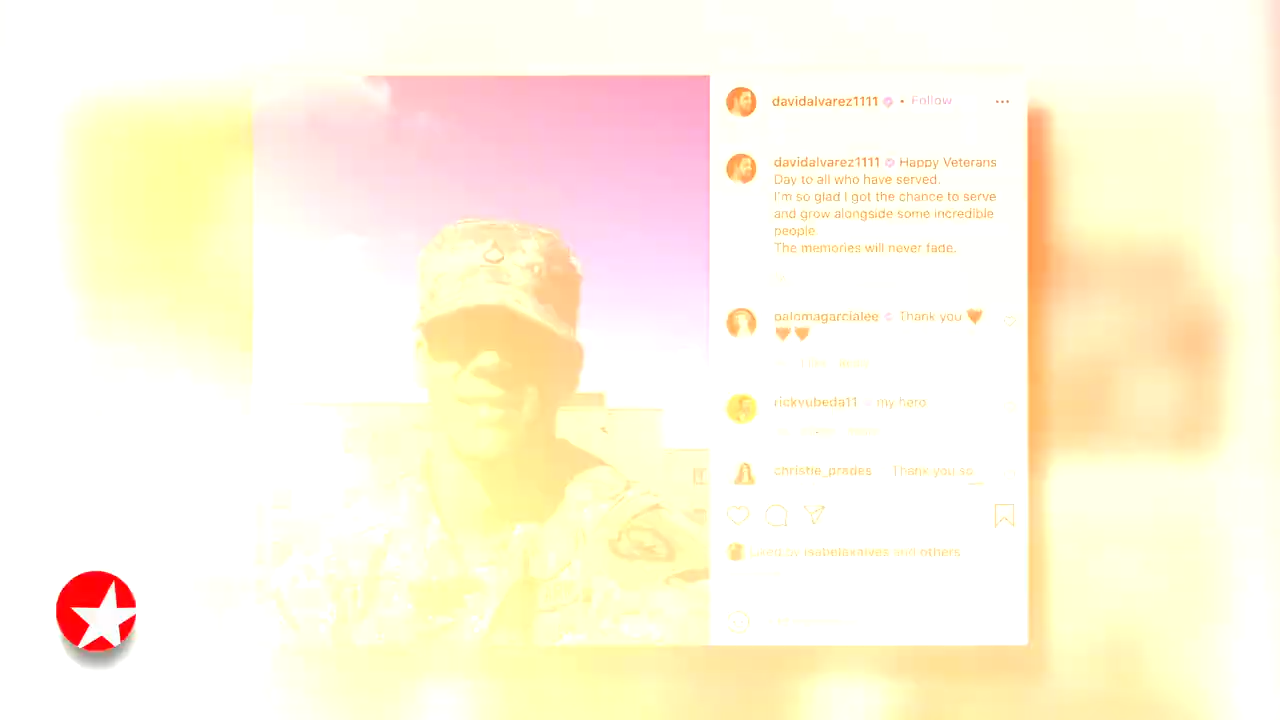 davidalvarez1111 • Follow
davidalvarez1111 Happy Veterans
Day to all who have served.
I'm so glad I got the chance to serve
and grow alongside some incredible
people.
The memories will never fade.
palomagarcialee Thank you
rickyubeda11 my hero
christie_prades Thank you so
Liked by isabelaxnives and others